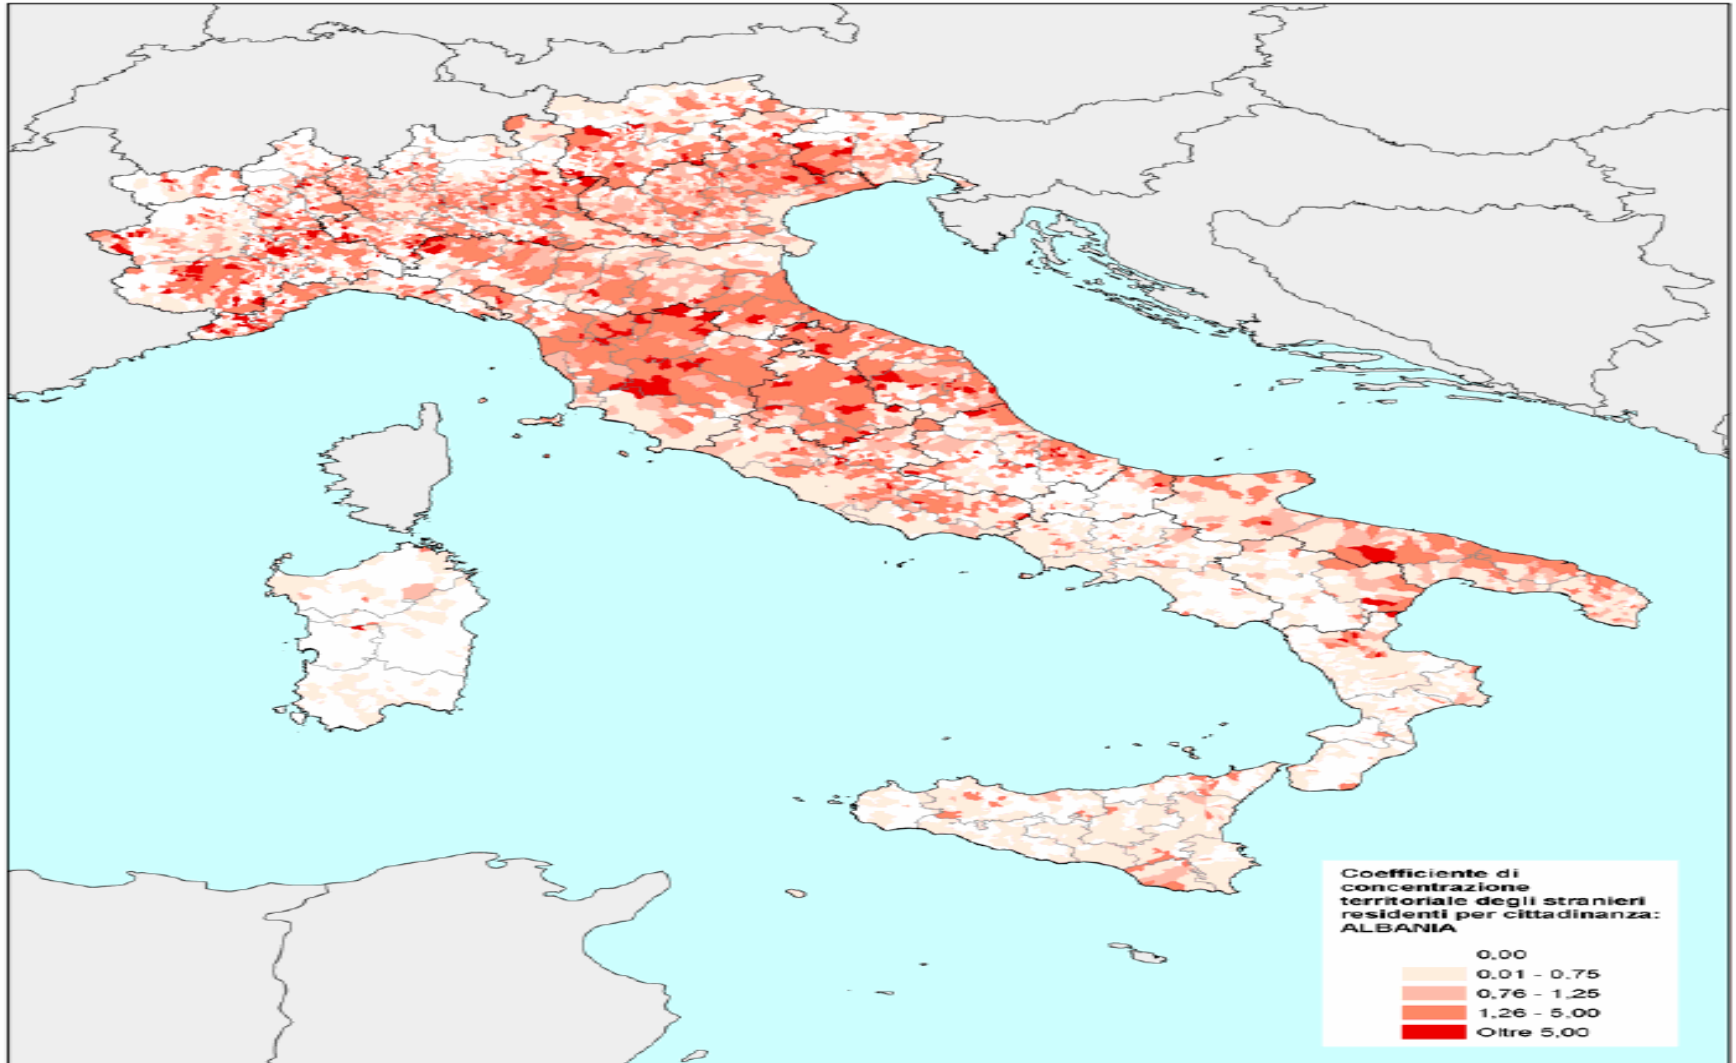 Coefficiente di
concentrazione
territoriale degli stranieri
residenti per cittadinanza:
ALBANIA
0,00
0,01 - 0,75
0,76 - 1,25
1,26 - 5,00
Oltre 5,00